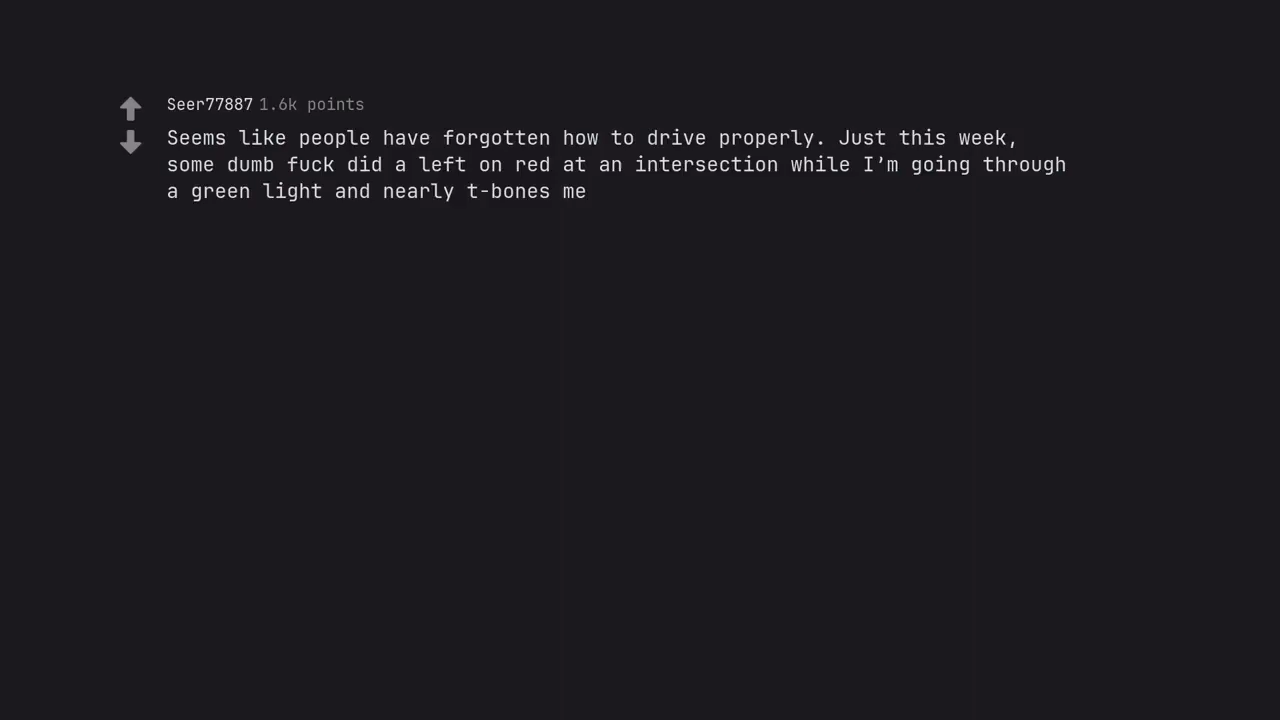 Seer77887 1.6k points
Seems like people have forgotten how to drive properly. Just this week,
some dumb fuck did a left on red at an intersection while I’m going through
a green light and nearly t-bones me